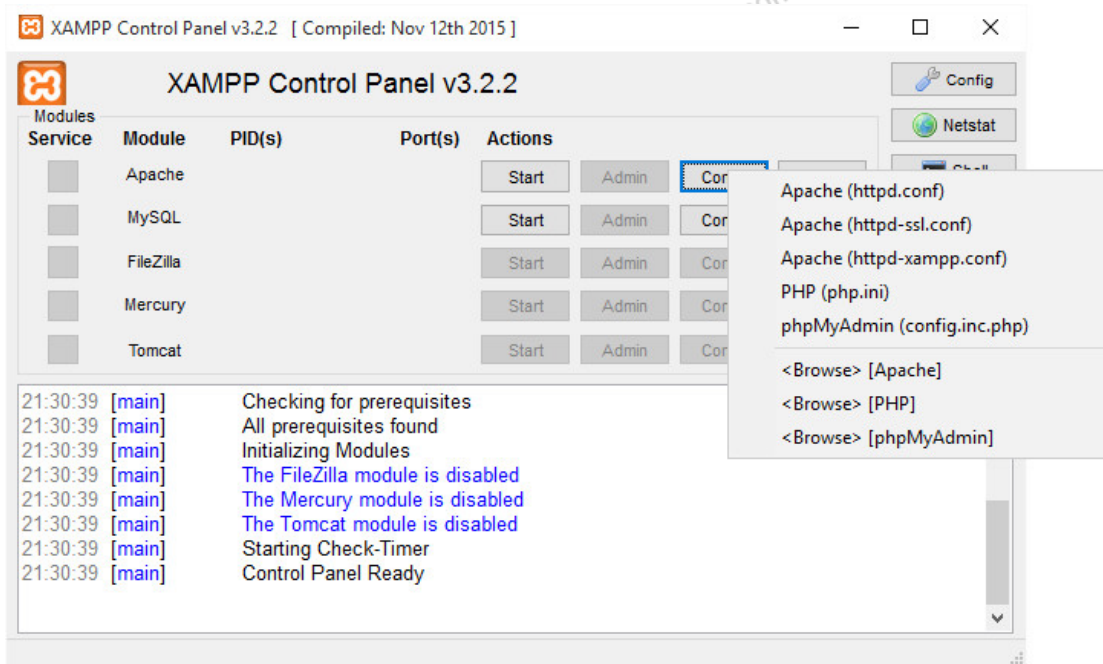 XAMPP Control Panel v3.2.2 [ Compiled: Nov 12th 2015 ]
XAMPP Control Panel v3.2.2
Config
Modules
Service Module PID(s) Port(s) Actions
Netstat
Shell
Apache Start Admin
MySQL Start Admin
FileZilla Start Admin
Mercury Start Admin
Tomcat Start Admin
Apache (httpd.conf)
Apache (httpd-ssl.conf)
Apache (httpd-xampp.conf)
PHP (php.ini)
phpMyAdmin (config.inc.php)
<Browse> [Apache]
<Browse> [PHP]
<Browse> [phpMyAdmin]
21:30:39 [main] Checking for prerequisites
21:30:39 [main] All prerequisites found
21:30:39 [main] Initializing Modules
21:30:39 [main] The FileZilla module is disabled
21:30:39 [main] The Mercury module is disabled
21:30:39 [main] The Tomcat module is disabled
21:30:39 [main] Starting Check-Timer
21:30:39 [main] Control Panel Ready